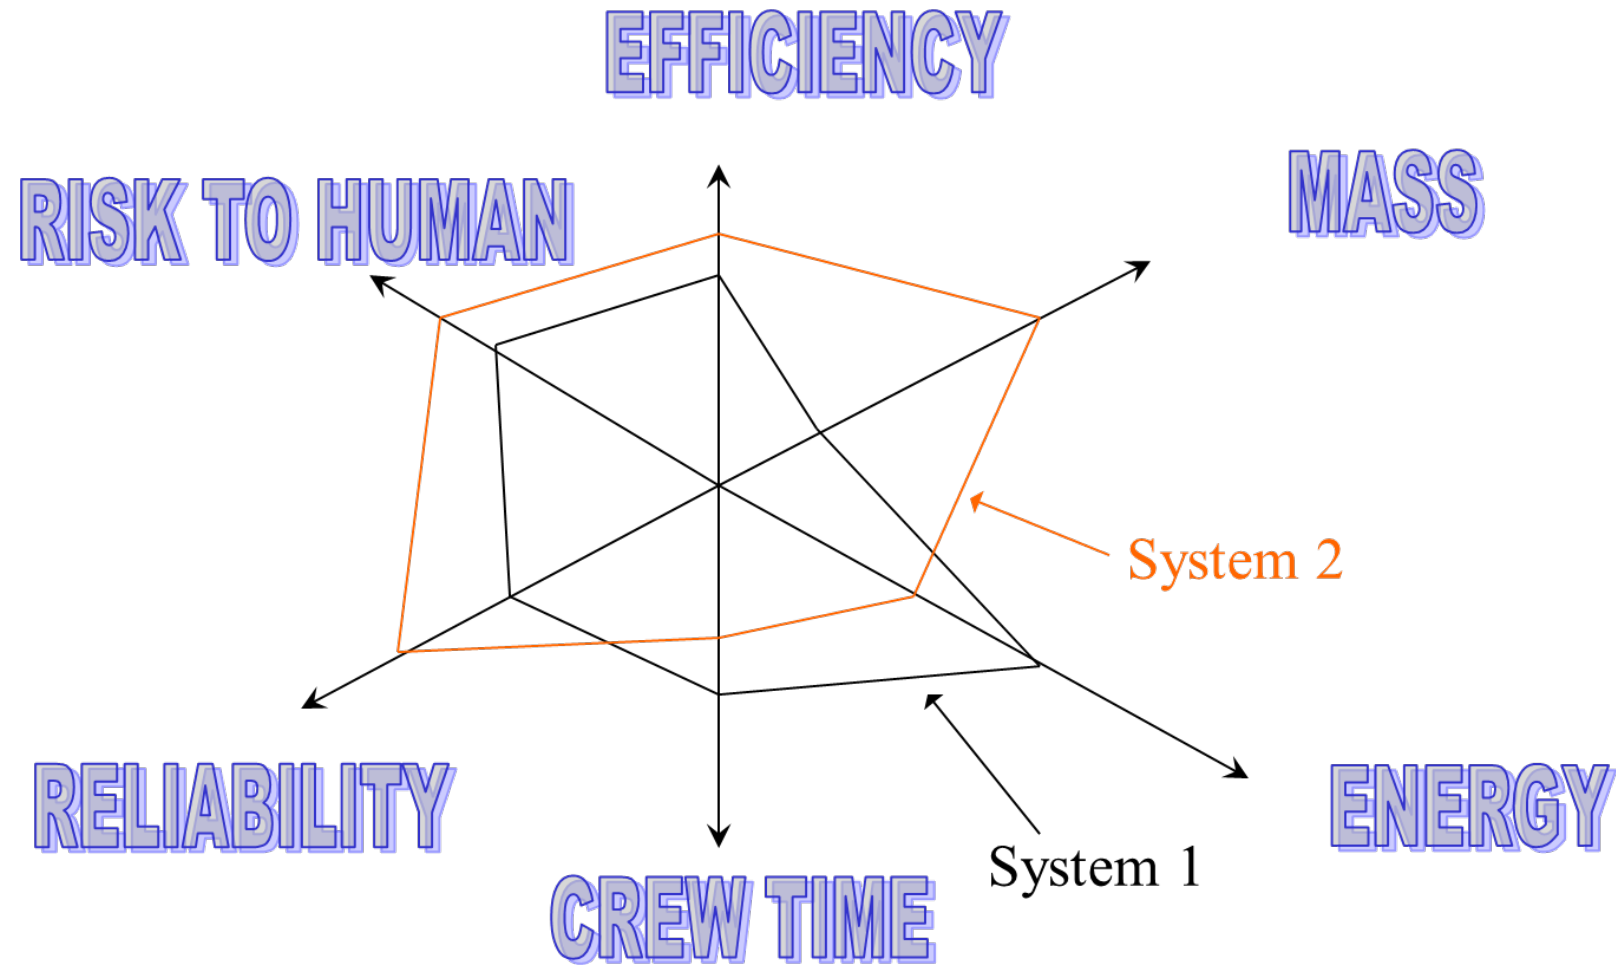 EFFICIENCY
MASS
RISK TO HUMAN
System 2
RELIABILITY
ENERGY
System 1
CREW TIME